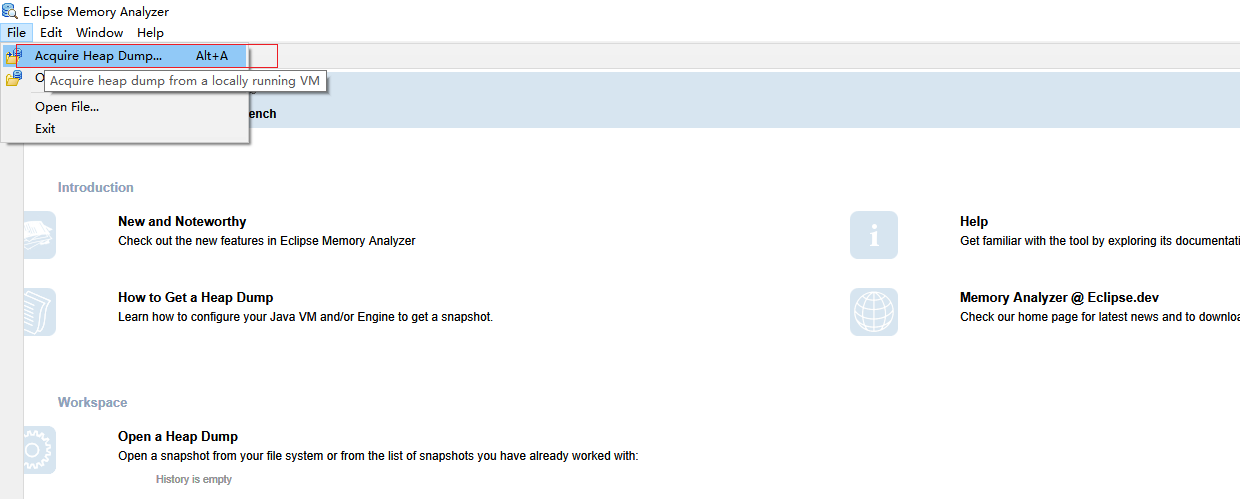 Eclipse Memory Analyzer
File Edit Window Help
Acquire Heap Dump... Alt+A
Acquire heap dump from a locally running VM
Open File...
Exit
Introduction
New and Noteworthy
Check out the new features in Eclipse Memory Analyzer
Help
Get familiar with the tool by exploring its documentati
How to Get a Heap Dump
Learn how to configure your Java VM and/or Engine to get a snapshot.
Memory Analyzer @ Eclipse.dev
Check our home page for latest news and to downloa
Workspace
Open a Heap Dump
Open a snapshot from your file system or from the list of snapshots you have already worked with:
History is empty